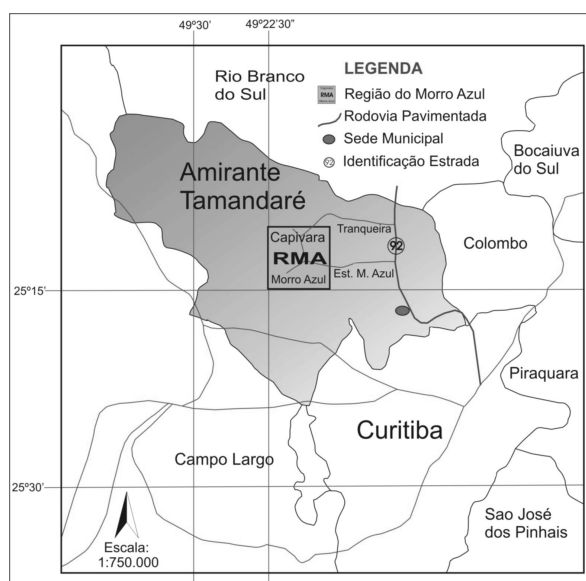 49°30' 49°22'30"
LEGENDA
Região do Morro Azul
Rodovia Pavimentada
Sede Municipal
92 Identificação Estrada
Rio Branco
do Sul
Bocaiuva
do Sul
Amirante
Tamandaré
Tranqueira
Colombo
Capivara
RMA
Morro Azul
92
Est. M. Azul
25°15'
Piraquara
Curitiba
Campo Largo
25°30'
Sao José
dos Pinhais
Escala:
1:750.000